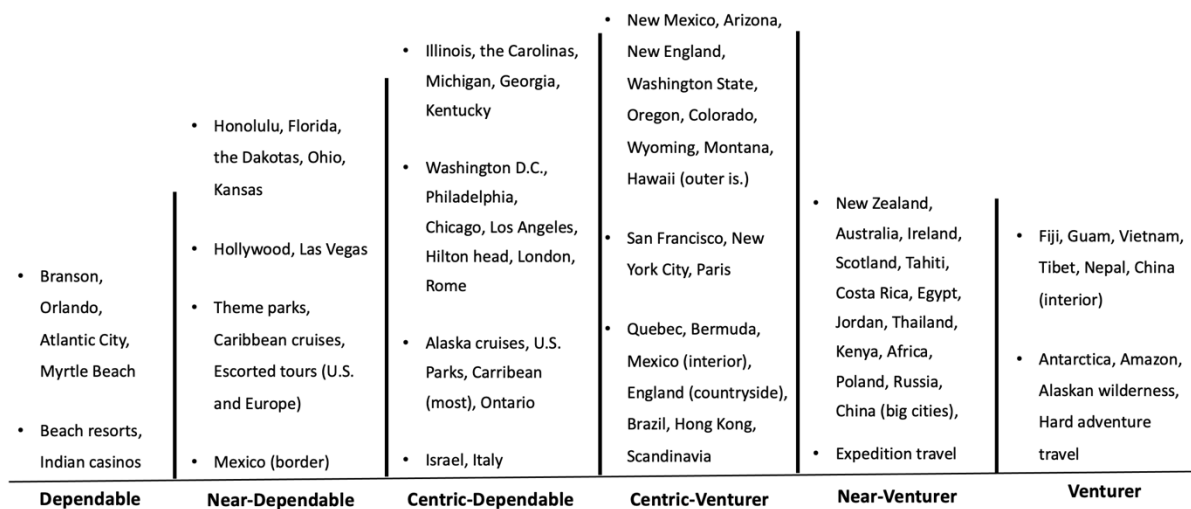 • Branson,
Orlando,
Atlantic City,
Myrtle Beach
• Beach resorts,
Indian casinos
Dependable
• Honolulu, Florida,
the Dakotas, Ohio,
Kansas
• Hollywood, Las Vegas
• Theme parks,
Caribbean cruises,
Escorted tours (U.S.
and Europe)
• Mexico (border)
Near-Dependable
• Illinois, the Carolinas,
Michigan, Georgia,
Kentucky
• Washington D.C.,
Philadelphia,
Chicago, Los Angeles,
Hilton head, London,
Rome
• Alaska cruises, U.S.
Parks, Carribean
(most), Ontario
• Israel, Italy
Centric-Dependable
• New Mexico, Arizona,
New England,
Washington State,
Oregon, Colorado,
Wyoming, Montana,
Hawaii (outer is.)
• San Francisco, New
York City, Paris
• Quebec, Bermuda,
Mexico (interior),
England (countryside),
Brazil, Hong Kong,
Scandinavia
Centric-Venturer
• New Zealand,
Australia, Ireland,
Scotland, Tahiti,
Costa Rica, Egypt,
Jordan, Thailand,
Kenya, Africa,
Poland, Russia,
China (big cities),
• Expedition travel
Near-Venturer
• Fiji, Guam, Vietnam,
Tibet, Nepal, China
(interior)
• Antarctica, Amazon,
Alaskan wilderness,
Hard adventure
travel
Venturer